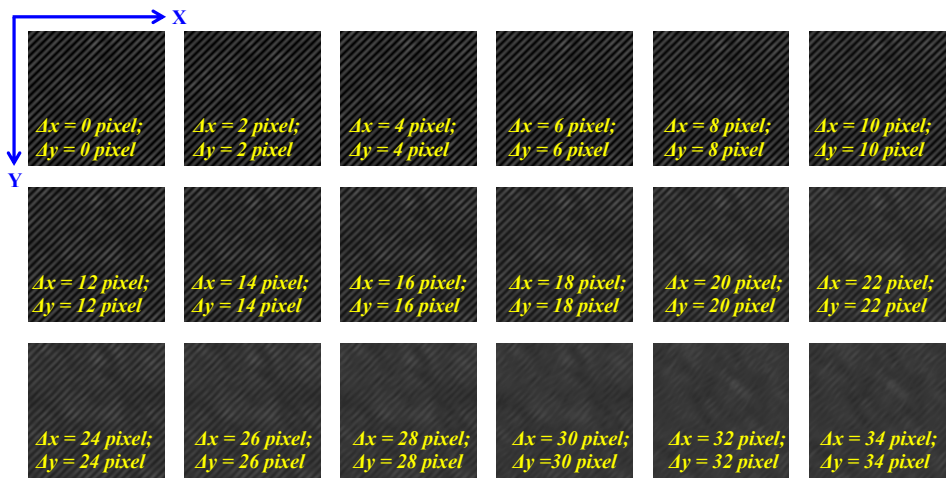 X
Δx = 0 pixel;
Δy = 0 pixel
Δx = 2 pixel;
Δy = 2 pixel
Δx = 4 pixel;
Δy = 4 pixel
Δx = 6 pixel;
Δy = 6 pixel
Δx = 8 pixel;
Δy = 8 pixel
Δx = 10 pixel;
Δy = 10 pixel
Y
Δx = 12 pixel;
Δy = 12 pixel
Δx = 14 pixel;
Δy = 14 pixel
Δx = 16 pixel;
Δy = 16 pixel
Δx = 18 pixel;
Δy = 18 pixel
Δx = 20 pixel;
Δy = 20 pixel
Δx = 22 pixel;
Δy = 22 pixel
Δx = 24 pixel;
Δy = 24 pixel
Δx = 26 pixel;
Δy = 26 pixel
Δx = 28 pixel;
Δy = 28 pixel
Δx = 30 pixel;
Δy =30 pixel
Δx = 32 pixel;
Δy = 32 pixel
Δx = 34 pixel;
Δy = 34 pixel